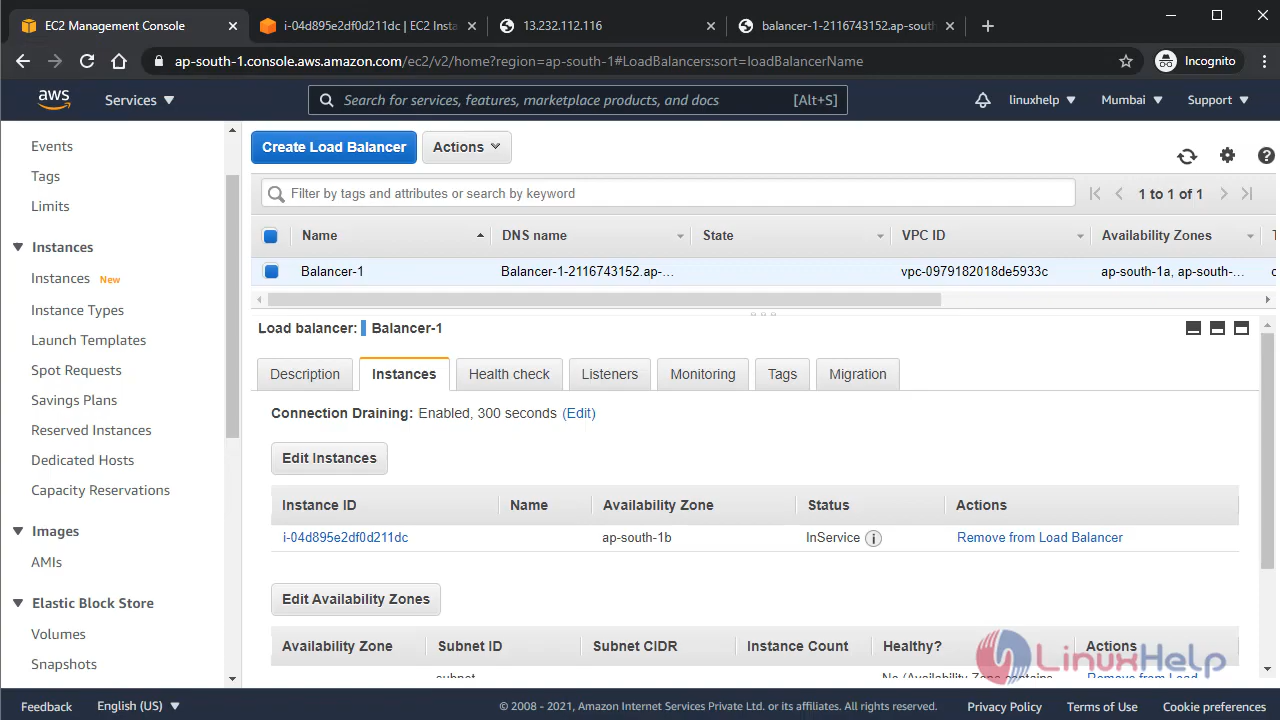 EC2 Management Console
i-04d895e2df0d211dc | EC2 Insta
13.232.112.116
balancer-1-2116743152.ap-sout
ap-south-1.console.aws.amazon.com/ec2/v2/home?region=ap-south-1#LoadBalancers:sort=loadBalancerName
Incognito
aws
Services
Search for services, features, marketplace products, and docs
[Alt+S]
linuxhelp
Mumbai
Support
Events
Tags
Limits
Instances
Instances New
Instance Types
Launch Templates
Spot Requests
Savings Plans
Reserved Instances
Dedicated Hosts
Capacity Reservations
Images
AMIs
Elastic Block Store
Volumes
Snapshots
Create Load Balancer
Actions
Filter by tags and attributes or search by keyword
1 to 1 of 1
Name DNS name State VPC ID Availability Zones
Balancer-1 Balancer-1-2116743152.ap-... vpc-0979182018de5933c ap-south-1a, ap-south-...
Load balancer: Balancer-1
Description Instances Health check Listeners Monitoring Tags Migration
Connection Draining: Enabled, 300 seconds (Edit)
Edit Instances
Instance ID Name Availability Zone Status Actions
i-04d895e2df0d211dc ap-south-1b InService Remove from Load Balancer
Edit Availability Zones
Availability Zone Subnet ID Subnet CIDR Instance Count Healthy? Actions
subnet- No (Availability Zone contains Remove from Load
LinuxHelp
Feedback
English (US)
© 2008 - 2021, Amazon Internet Services Private Ltd. or its affiliates. All rights reserved.
Privacy Policy
Terms of Use
Cookie preferences